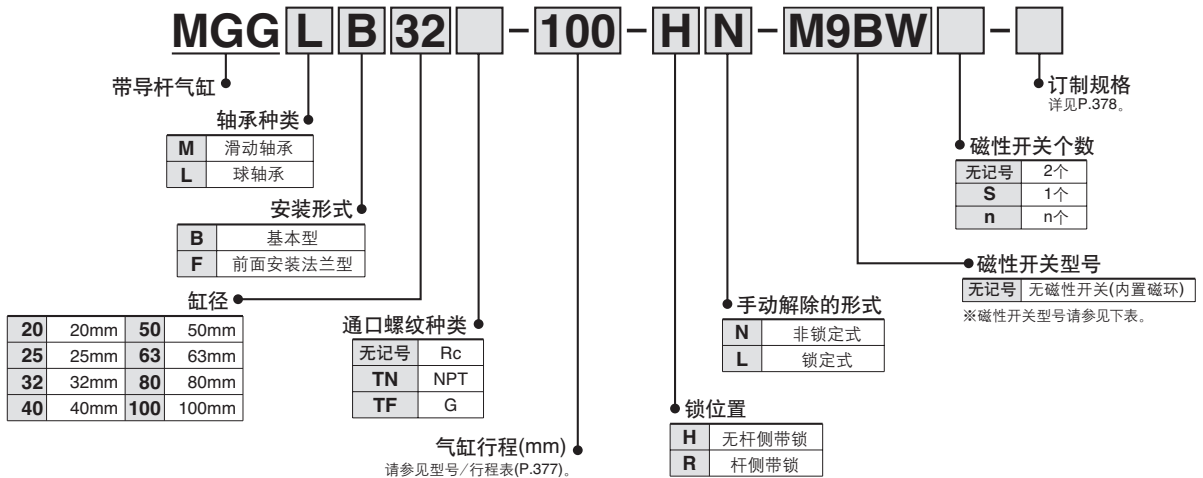 MGG L B 32 - 100 - H N - M9BW -
带导杆气缸
轴承种类
M 滑动轴承
L 球轴承
安装形式
B 基本型
F 前面安装法兰型
缸径
20 20mm 50 50mm
25 25mm 63 63mm
32 32mm 80 80mm
40 40mm 100 100mm
通口螺纹种类
无记号 Rc
TN NPT
TF G
气缸行程(mm)
请参见型号/行程表(P.377)。
锁位置
H 无杆侧带锁
R 杆侧带锁
手动解除的形式
N 非锁定式
L 锁定式
磁性开关型号
无记号 无磁性开关(内置磁环)
※磁性开关型号请参见下表。
磁性开关个数
无记号 2个
S 1个
n n个
订制规格
详见P.378。